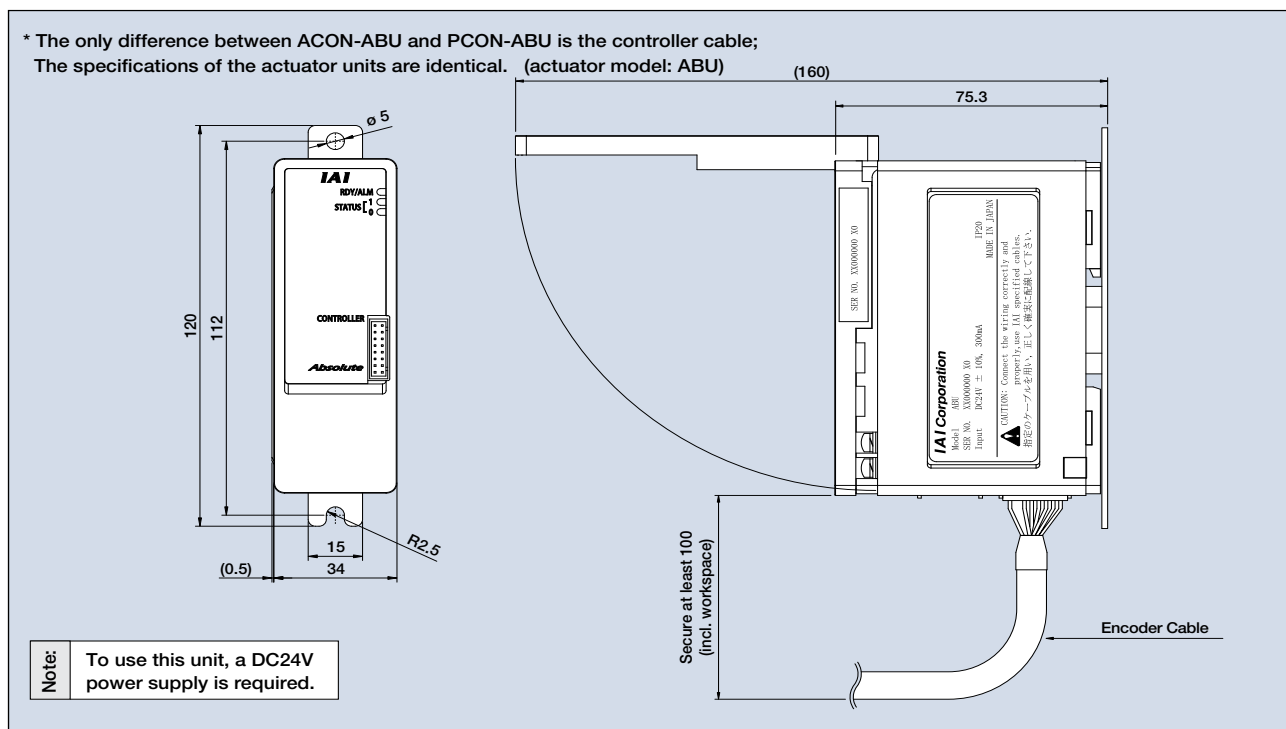 * The only difference between ACON-ABU and PCON-ABU is the controller cable;
The specifications of the actuator units are identical. (actuator model: ABU)
(160)
75.3
ø 5
120
112
IAI
RDY/ALM
STATUS
1
0
CONTROLLER
Absolute
15
34
(0.5)
R2.5
SER NO. XX000000 X0
IAI Corporation
Model ABU
SER NO. XX000000 X0
Input DC24V ± 10%, 300mA
IP20
MADE IN JAPAN
CAUTION: Connect the wiring correctly and
properly,use IAI specified cables.
指定のケーブルを用い、正しく確実に配線して下さい.
Secure at least 100
(incl. workspace)
Encoder Cable
Note:
To use this unit, a DC24V
power supply is required.